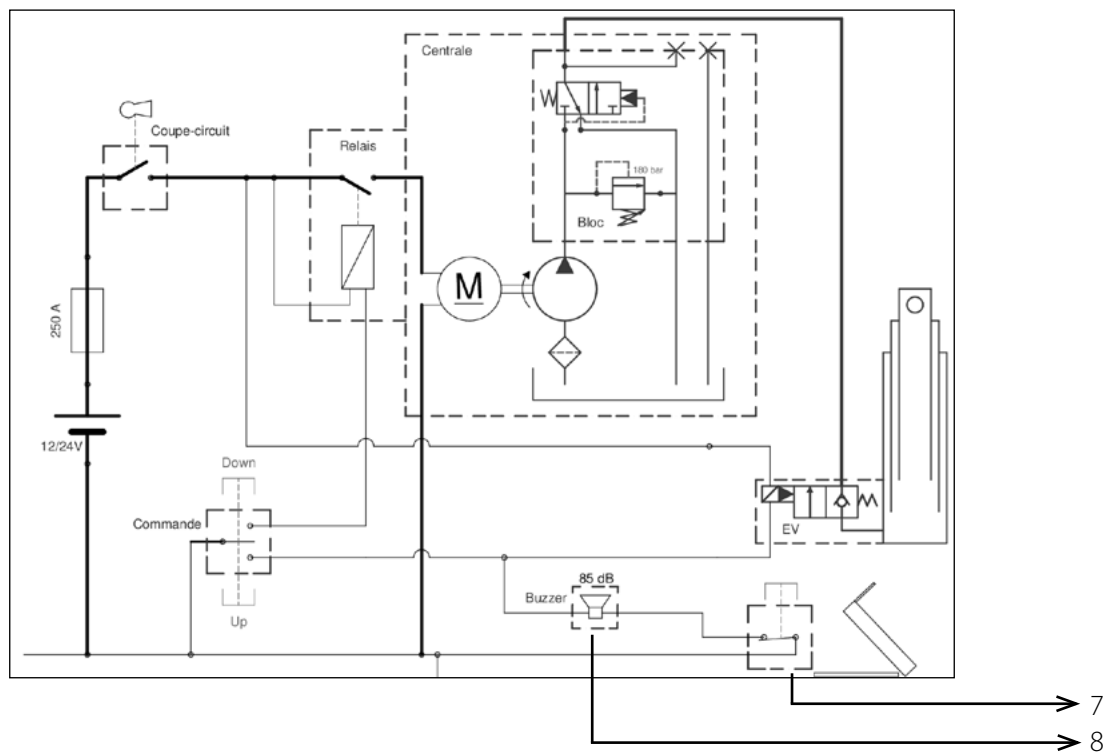 Centrale
Coupe-circuit
Relais
180 bar
Bloc
M
250 A
12/24V
Down
Commande
EV
85 dB
Buzzer
Up
7
8